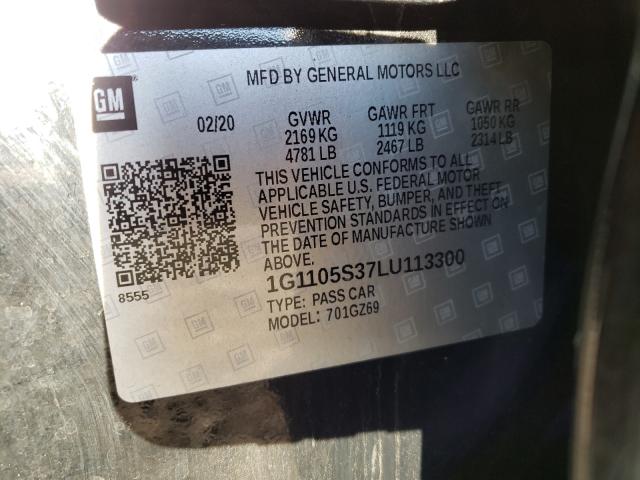 MFD BY GENERAL MOTORS LLC
GM
02/20 GVWR GAWR FRT GAWR RR
2169 KG 1119 KG 1050 KG
4781 LB 2467 LB 2314 LB
THIS VEHICLE CONFORMS TO ALL
APPLICABLE U.S. FEDERAL MOTOR
VEHICLE SAFETY, BUMPER, AND THEFT
PREVENTION STANDARDS IN EFFECT ON
THE DATE OF MANUFACTURE SHOWN
ABOVE.
8555
1G1105S37LU113300
TYPE: PASS CAR
MODEL: 701GZ69